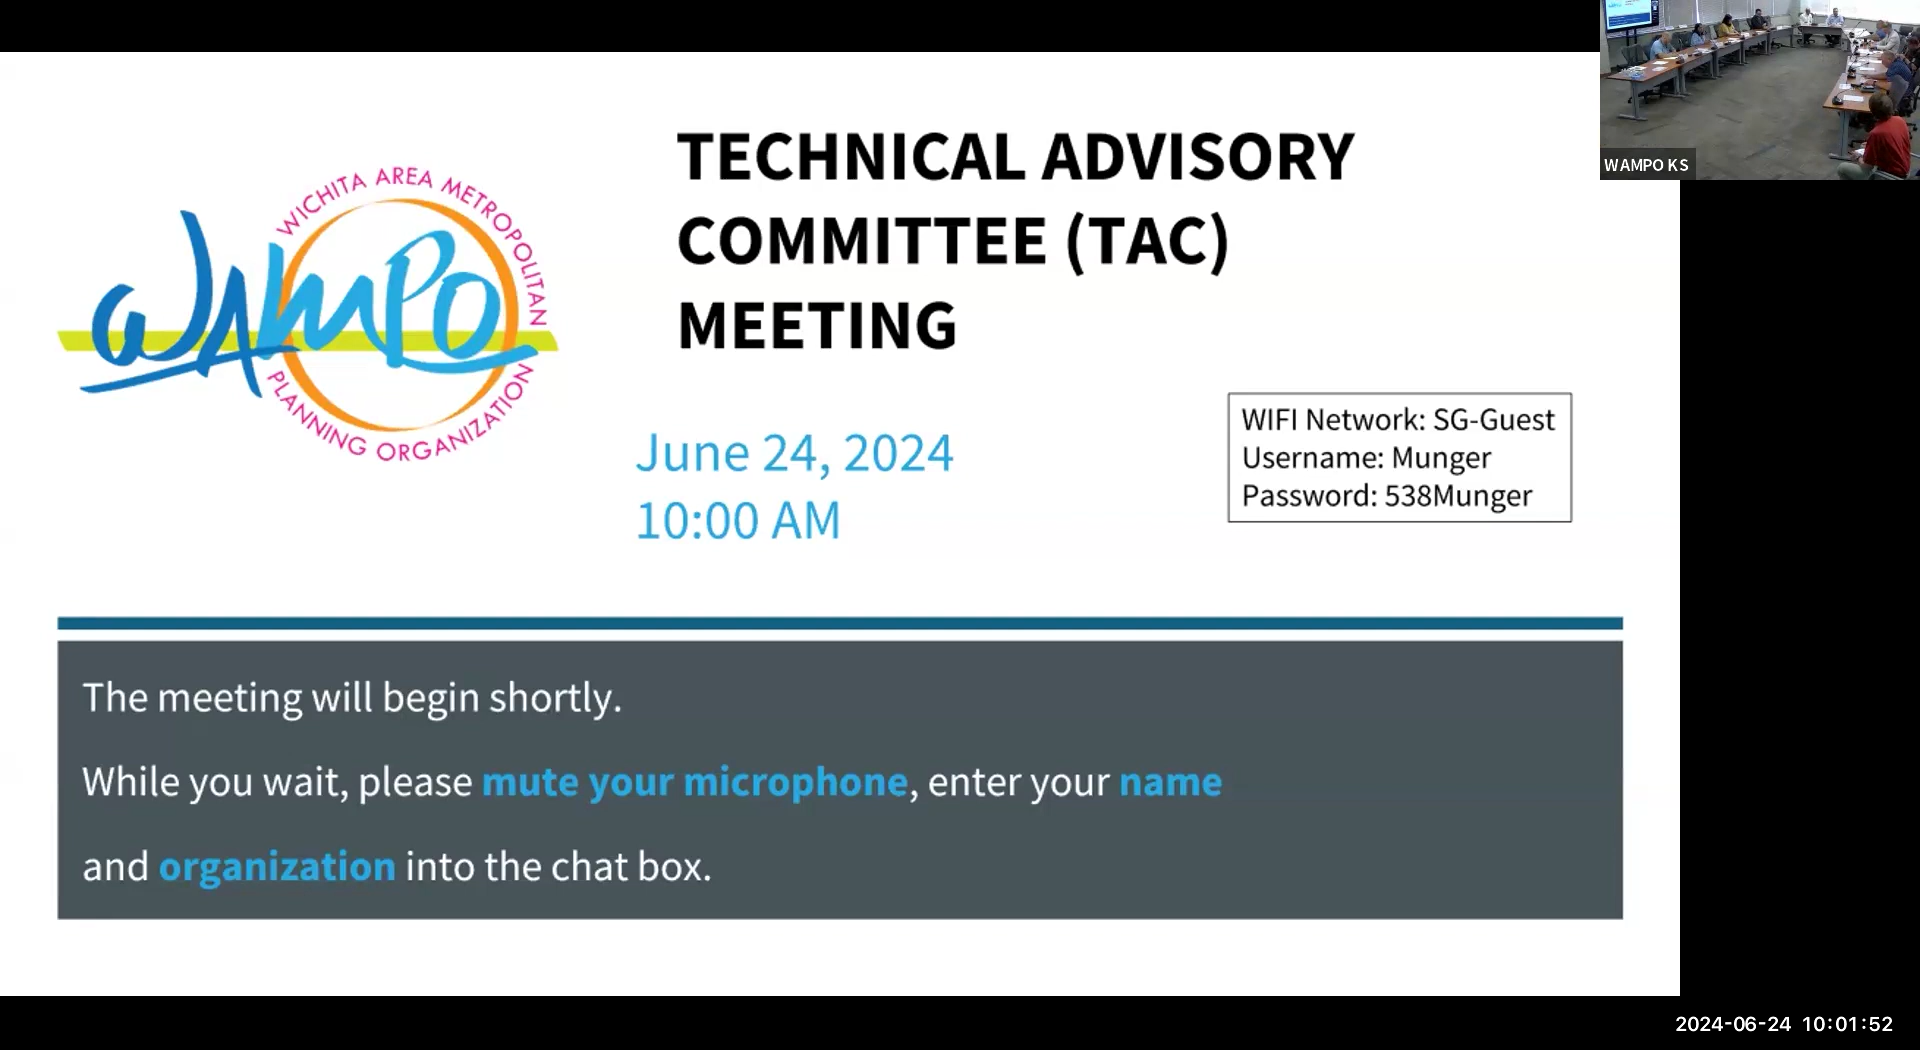 WICHITA AREA METROPOLITAN
WAMPO
PLANNING ORGANIZATION
TECHNICAL ADVISORY
COMMITTEE (TAC)
MEETING
June 24, 2024
10:00 AM
WIFI Network: SG-Guest
Username: Munger
Password: 538Munger
The meeting will begin shortly.
While you wait, please mute your microphone, enter your name
and organization into the chat box.
WAMPO KS
2024-06-24 10:01:52